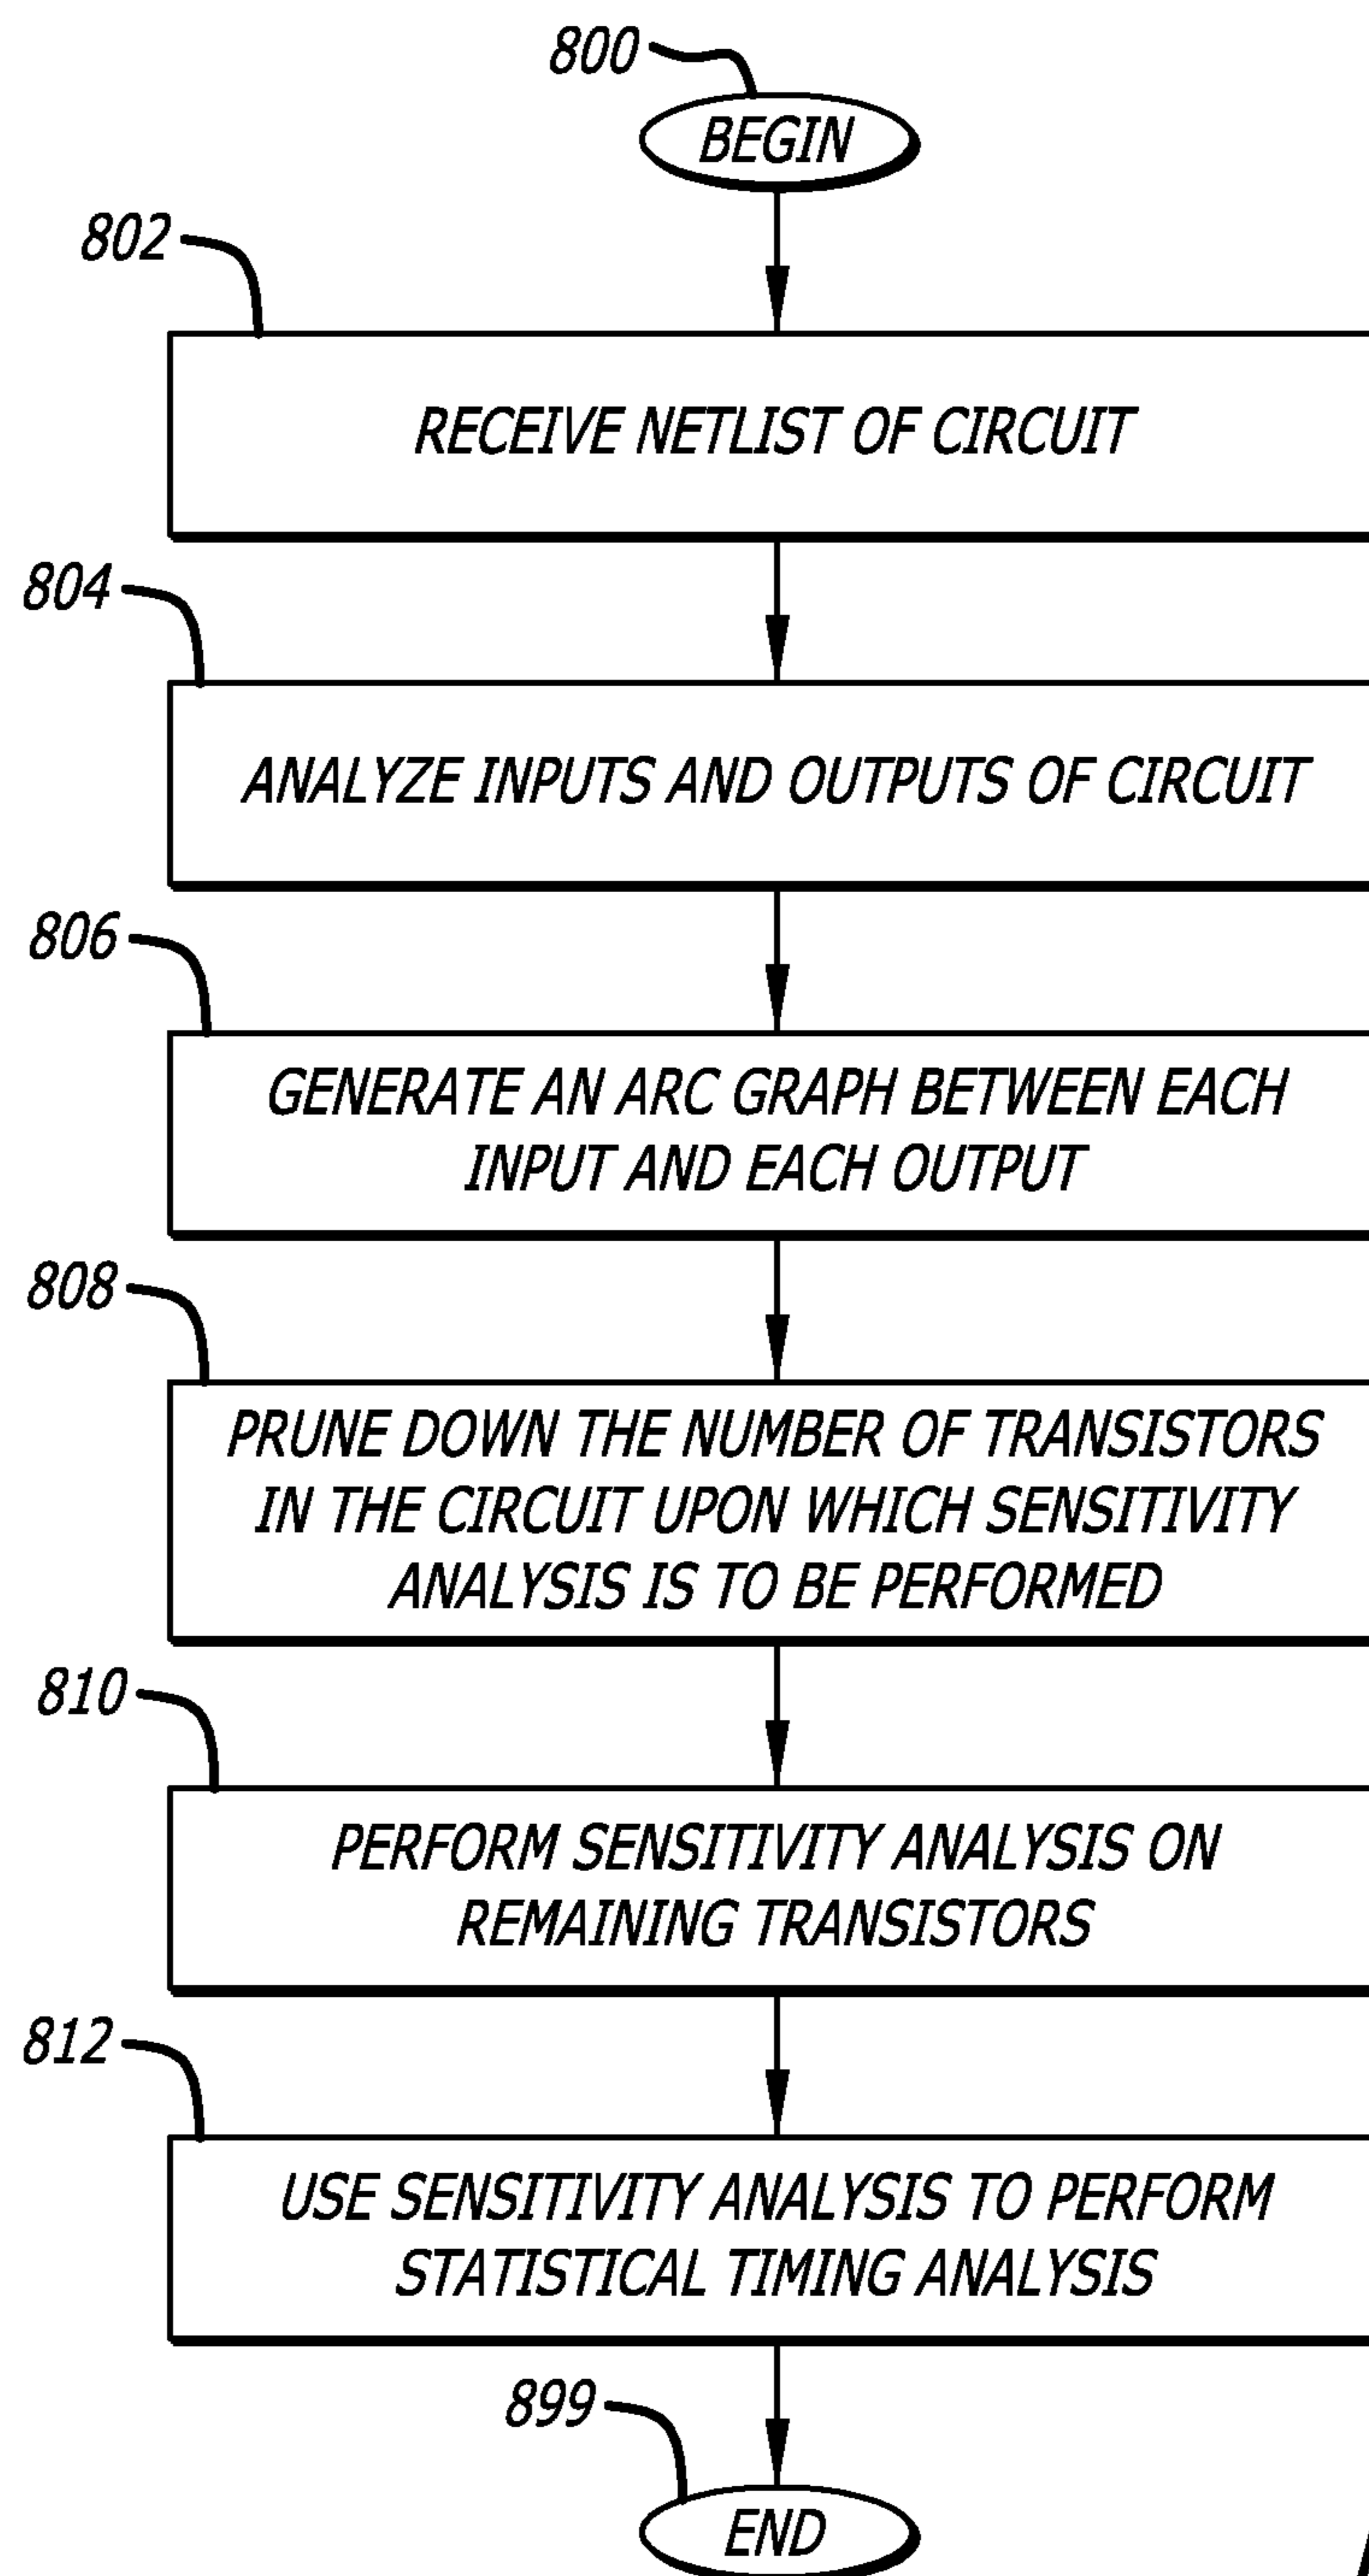 800
BEGIN
802
RECEIVE NETLIST OF CIRCUIT
804
ANALYZE INPUTS AND OUTPUTS OF CIRCUIT
806
GENERATE AN ARC GRAPH BETWEEN EACH
INPUT AND EACH OUTPUT
808
PRUNE DOWN THE NUMBER OF TRANSISTORS
IN THE CIRCUIT UPON WHICH SENSITIVITY
ANALYSIS IS TO BE PERFORMED
810
PERFORM SENSITIVITY ANALYSIS ON
REMAINING TRANSISTORS
812
USE SENSITIVITY ANALYSIS TO PERFORM
STATISTICAL TIMING ANALYSIS
899
END